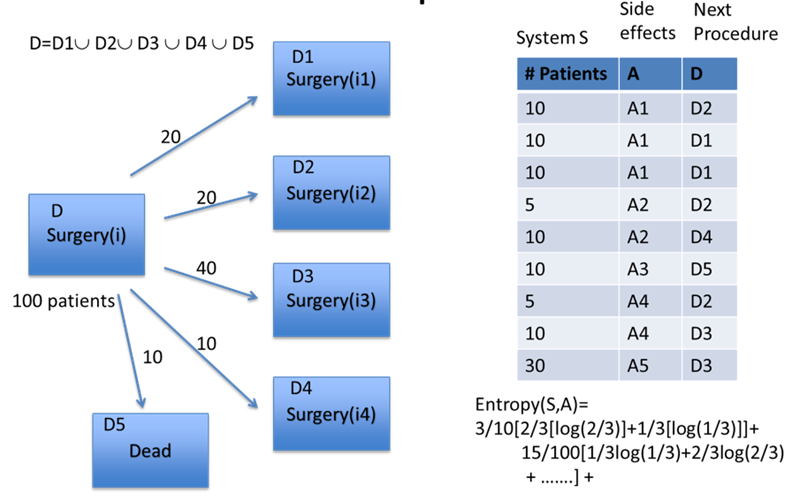 D=D1∪ D2∪ D3 ∪ D4 ∪ D5
D1
Surgery(i1)
20
D2
Surgery(i2)
20
D
Surgery(i)
40
D3
Surgery(i3)
100 patients
10
10
D4
Surgery(i4)
D5
Dead
System S
Side
effects
Next
Procedure
# Patients A D
10 A1 D2
10 A1 D1
10 A1 D1
5 A2 D2
10 A2 D4
10 A3 D5
5 A4 D2
10 A4 D3
30 A5 D3
Entropy(S,A)=
3/10[2/3[log(2/3)]+1/3[log(1/3)]]+
15/100[1/3log(1/3)+2/3log(2/3)
+ …….] +